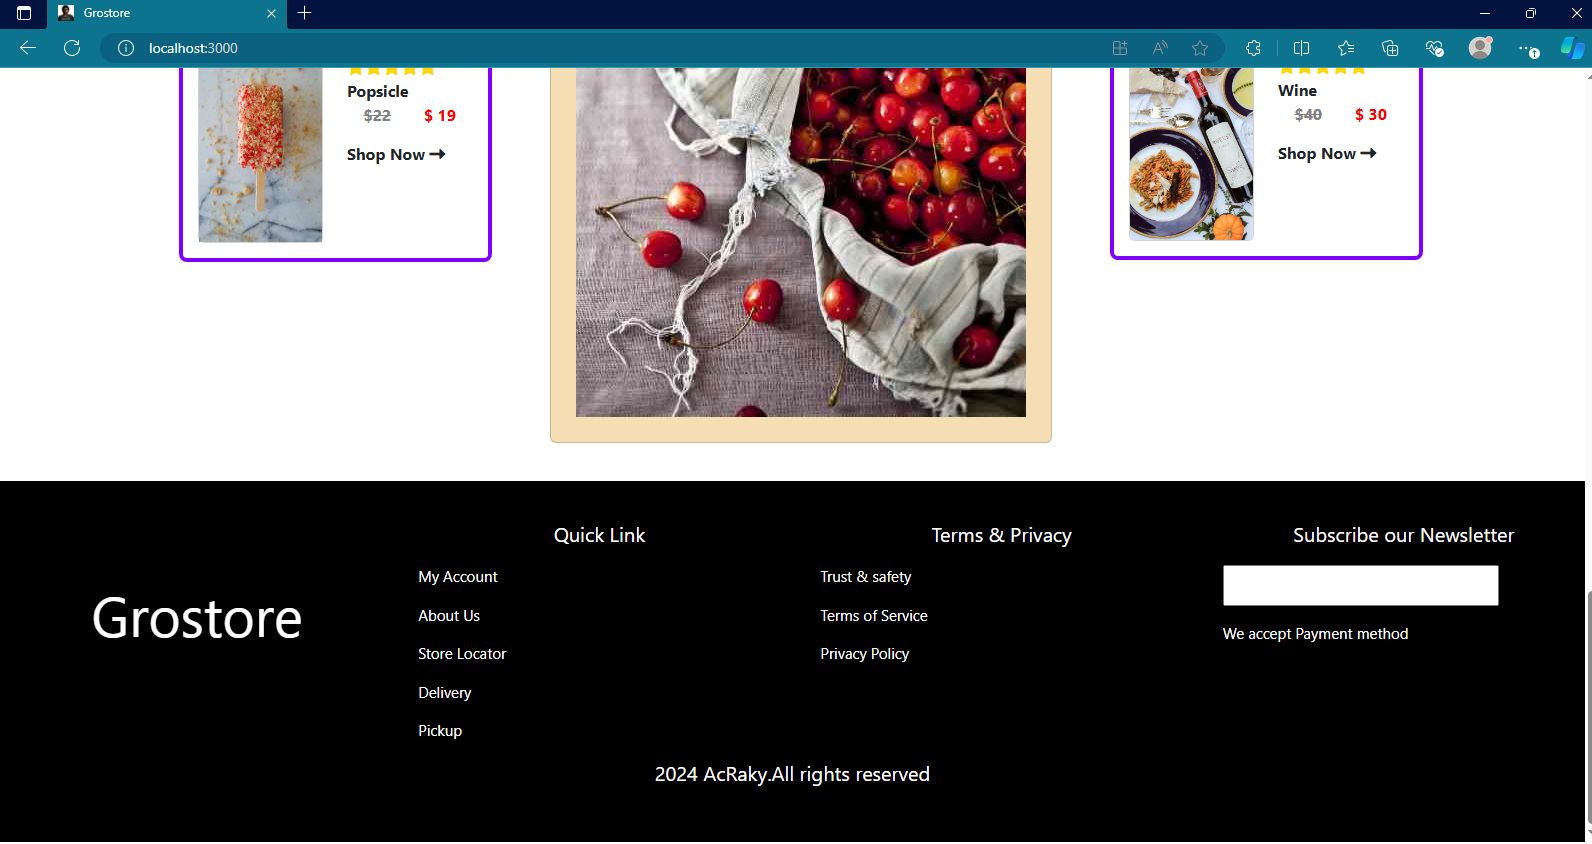 Grostore
localhost:3000
Popsicle
$22 $ 19
Shop Now →
Wine
$40 $ 30
Shop Now →
Grostore
Quick Link
My Account
About Us
Store Locator
Delivery
Pickup
Terms & Privacy
Trust & safety
Terms of Service
Privacy Policy
Subscribe our Newsletter
We accept Payment method
2024 AcRaky.All rights reserved